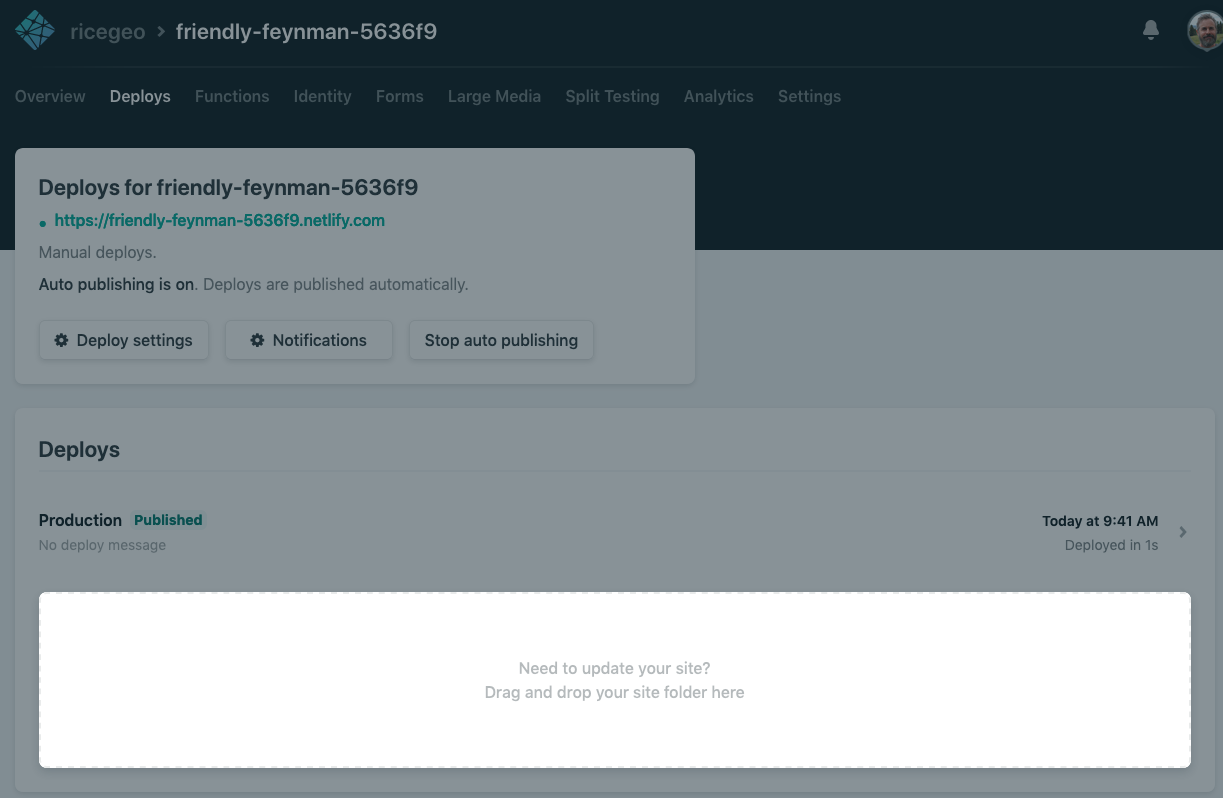 ricegeo > friendly-feynman-5636f9
Overview Deploys Functions Identity Forms Large Media Split Testing Analytics Settings
Deploys for friendly-feynman-5636f9
https://friendly-feynman-5636f9.netlify.com
Manual deploys.
Auto publishing is on. Deploys are published automatically.
Deploy settings Notifications Stop auto publishing
Deploys
Production Published Today at 9:41 AM
No deploy message Deployed in 1s
Need to update your site?
Drag and drop your site folder here